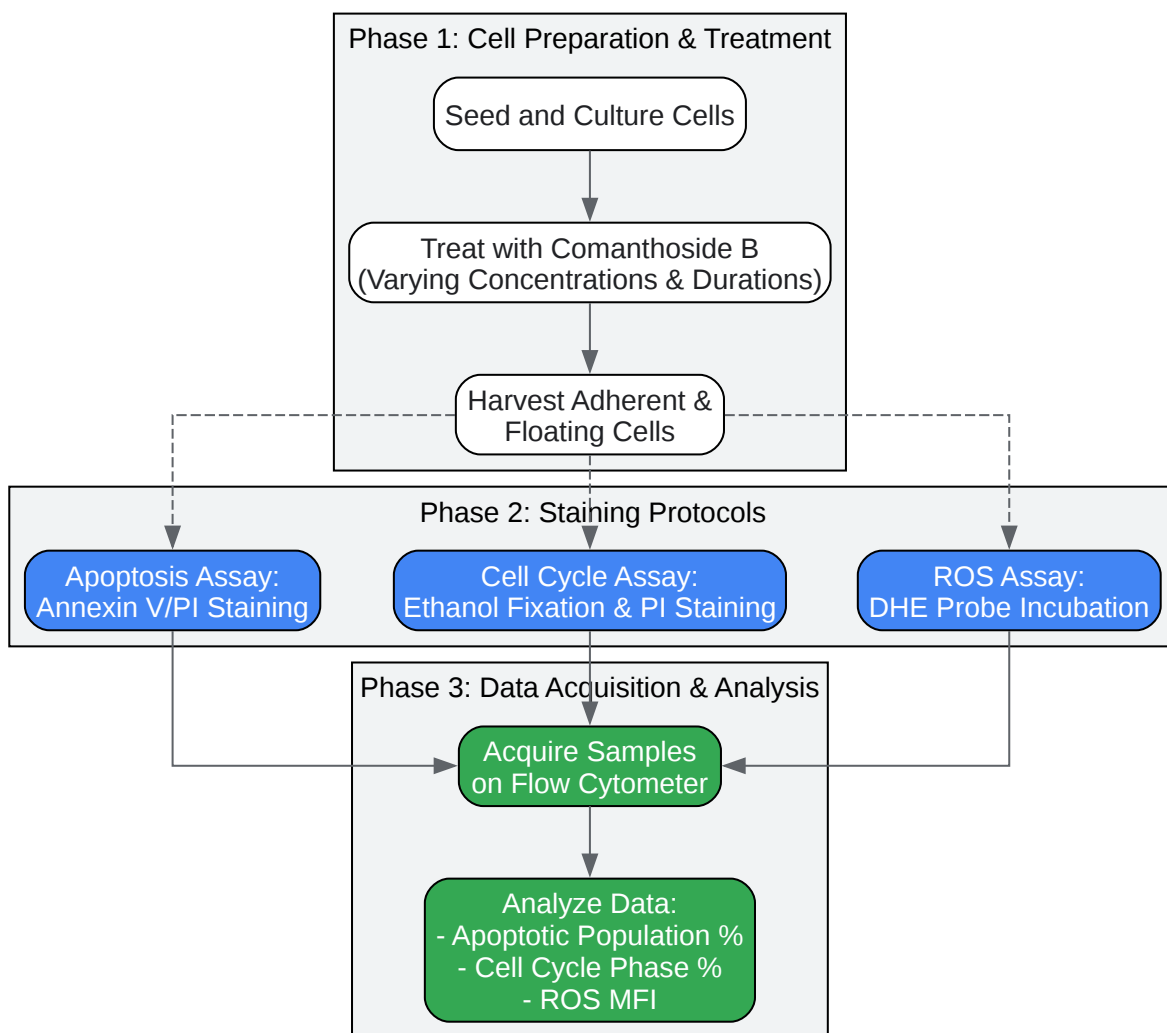 Phase 1: Cell Preparation & Treatment
Seed and Culture Cells
Treat with Comanthoside B
(Varying Concentrations & Durations)
Harvest Adherent &
Floating Cells
Phase 2: Staining Protocols
Apoptosis Assay:
Annexin V/PI Staining
Cell Cycle Assay:
Ethanol Fixation & PI Staining
ROS Assay:
DHE Probe Incubation
Phase 3: Data Acquisition & Analysis
Acquire Samples
on Flow Cytometer
Analyze Data:
- Apoptotic Population %
- Cell Cycle Phase %
- ROS MFI